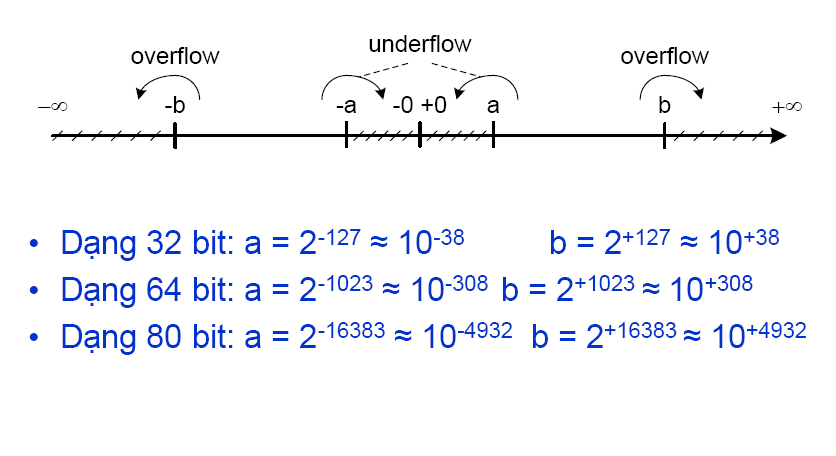 underflow
overflow overflow
−∞ -b -a -0 +0 a b +∞
• Dạng 32 bit: a = 2⁻¹²⁷ ≈ 10⁻³⁸ b = 2⁺¹²⁷ ≈ 10⁺³⁸
• Dạng 64 bit: a = 2⁻¹⁰²³ ≈ 10⁻³⁰⁸ b = 2⁺¹⁰²³ ≈ 10⁺³⁰⁸
• Dạng 80 bit: a = 2⁻¹⁶³⁸³ ≈ 10⁻⁴⁹³² b = 2⁺¹⁶³⁸³ ≈ 10⁺⁴⁹³²